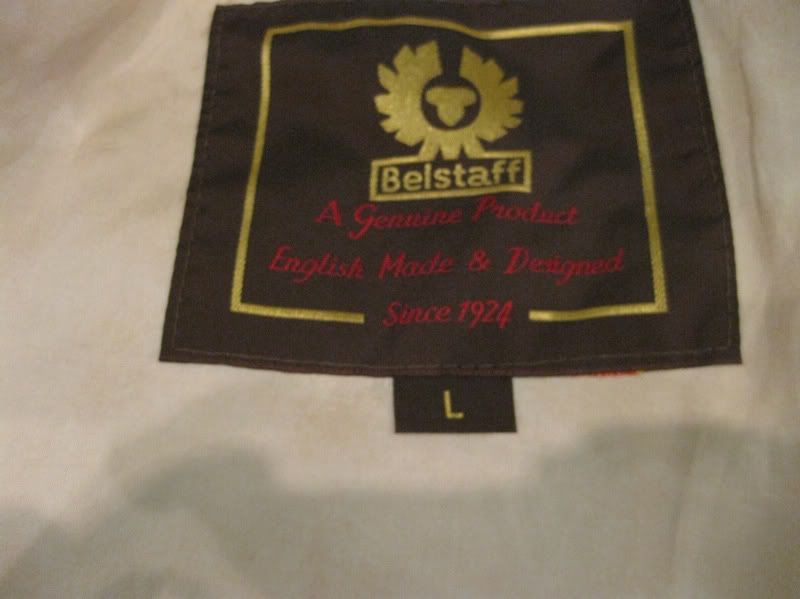 Belstaff
A Genuine Product
English Made & Designed
Since 1924
L